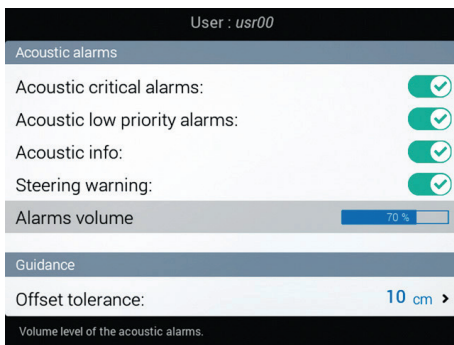 User : usr00
Acoustic alarms
Acoustic critical alarms:
Acoustic low priority alarms:
Acoustic info:
Steering warning:
Alarms volume 70 %
Guidance
Offset tolerance: 10 cm >
Volume level of the acoustic alarms.